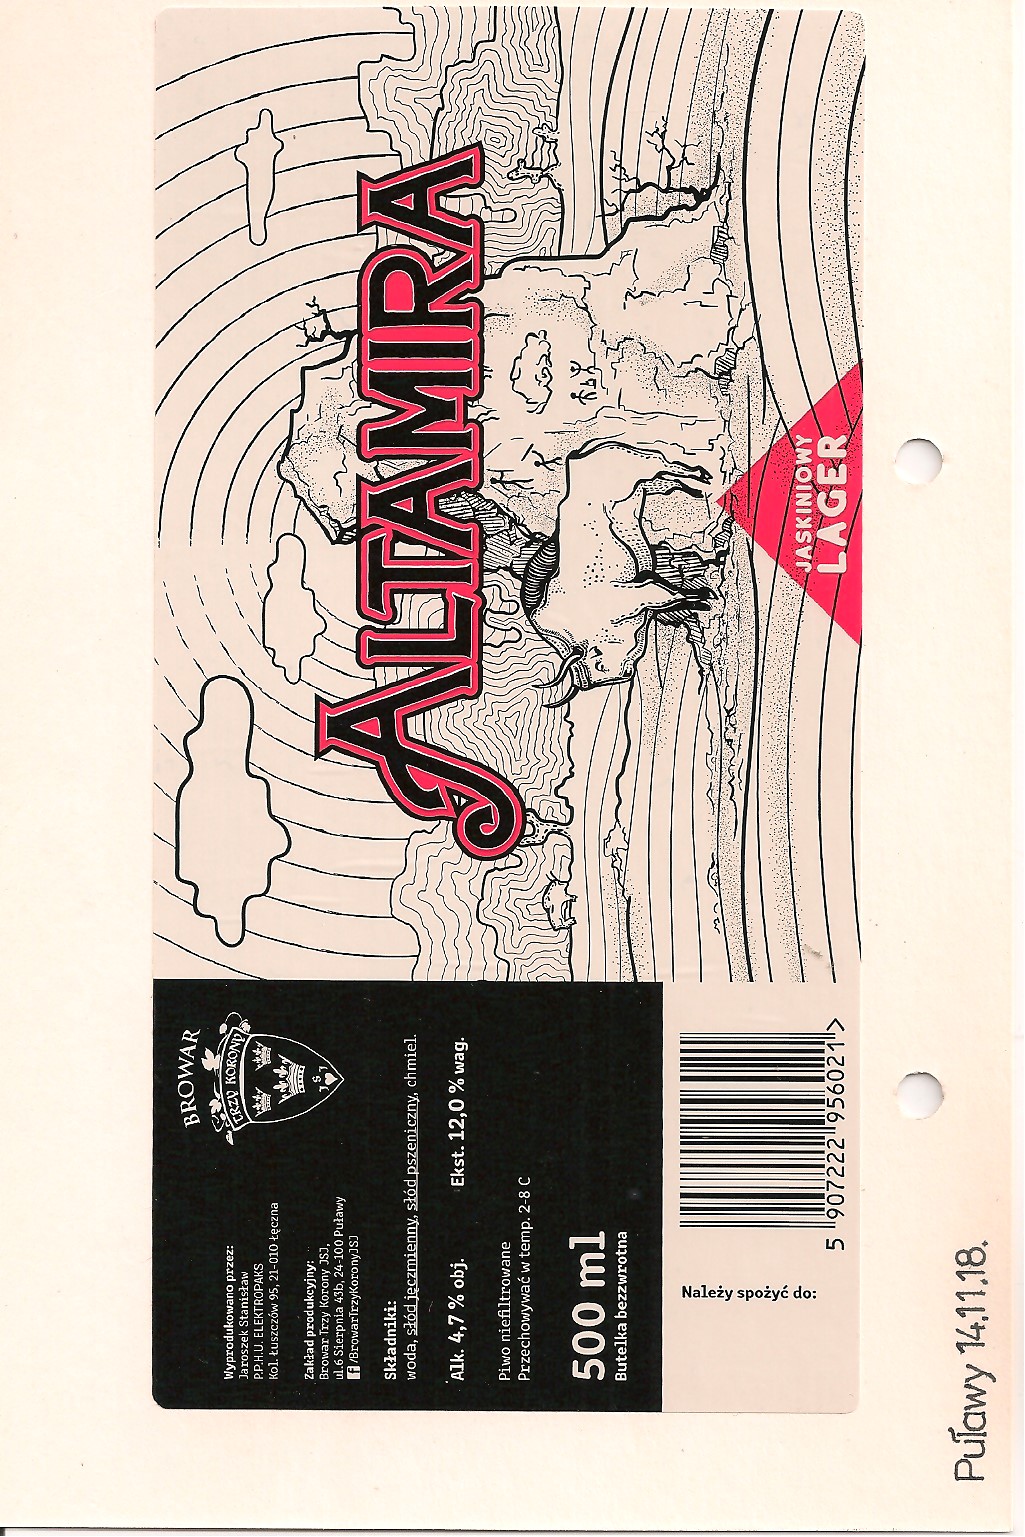 BROWAR
TRZY KORONY
JSJ
Wyprodukowano przez:
Jaroszek Stanisław
P.P.H.U. ELEKTROPAKS
Kol. Łuszczów 95, 21-010 Łęczna
Zakład produkcyjny:
Browar Trzy Korony JSJ,
ul.6 Sierpnia 43b, 24-100 Puławy
f/BrowarTrzyKoronyJSJ
Składniki:
woda, słód jęczmienny, słód pszeniczny, chmiel.
Alk. 4,7 % obj. Ekst. 12,0 % wag.
Piwo niefiltrowane
Przechowywać w temp. 2-8 C
500 ml
Butelka bezzwrotna
Należy spożyć do:
5 907222 956021 >
ALTAMIRA
JASKINIOWY
LAGER
Puławy 14.11.18.